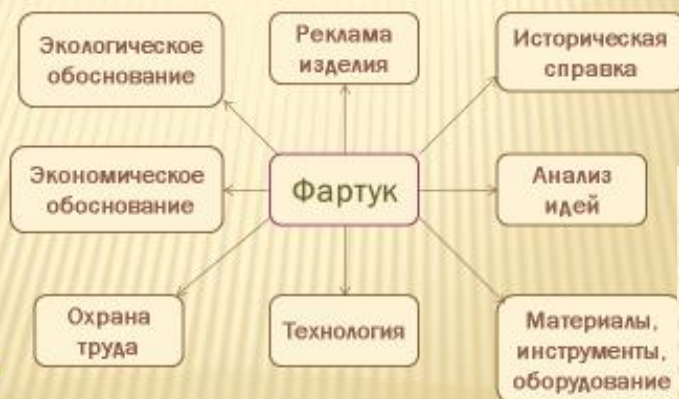 Экологическое
обоснование
Реклама
изделия
Историческая
справка
Экономическое
обоснование
Фартук
Анализ
идей
Охрана
труда
Технология
Материалы,
инструменты,
оборудование